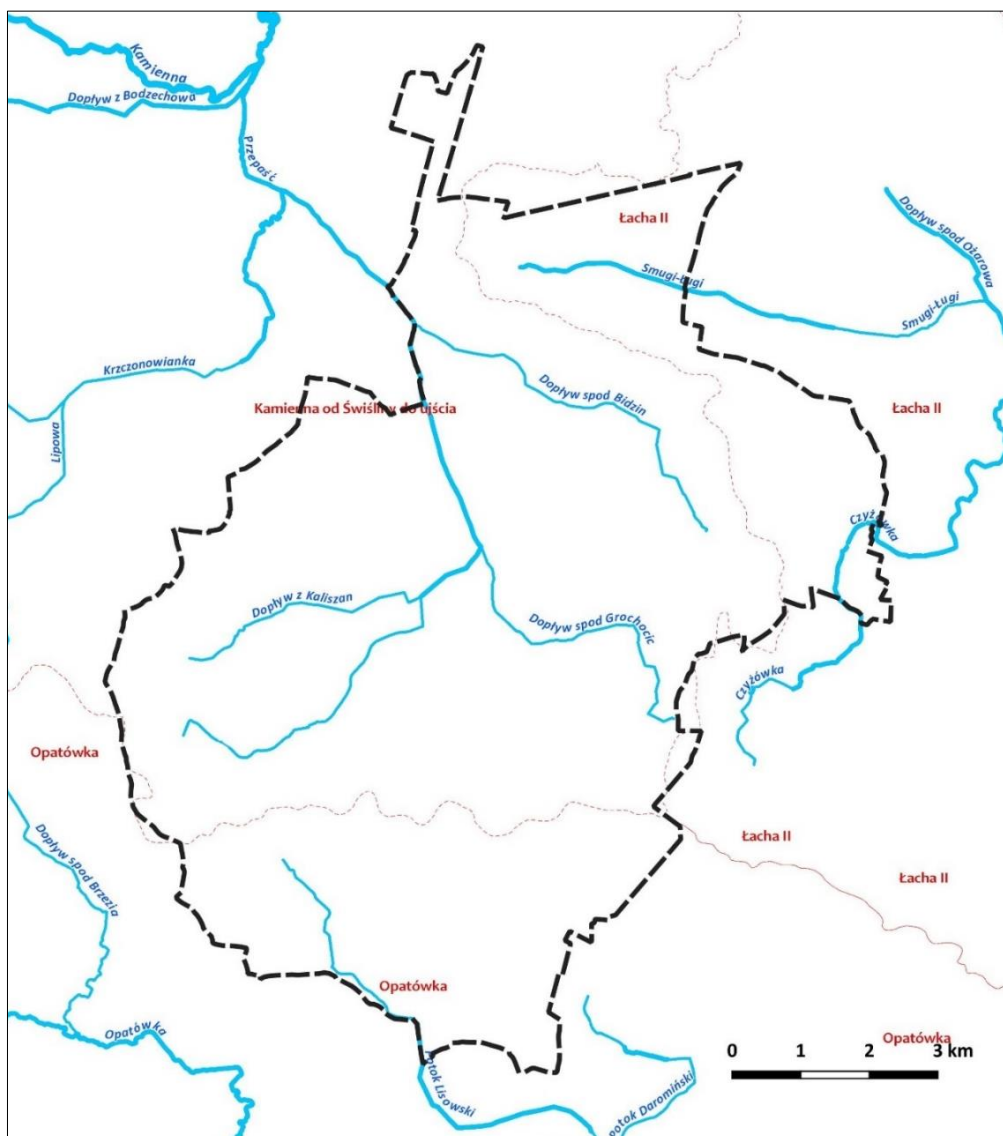 Kamienna
Dopływ z Bodzechowa
Przepaść
Łacha II
Dopływ spod Ożarowa
Smugi-Ługi
Smugi-Ługi
Krzczonowianka
Dopływ spod Bidzin
Kamienna od Świśliny do ujścia
Łacha II
Lipowa
Czyżówka
Dopływ z Kaliszan
Dopływ spod Grochocic
Czyżówka
Opatówka
Łacha II
Dopływ spod Brzezia
Łacha II
Opatówka
Opatówka
Opatówka
0 1 2 3 km
Potok Lisowski
potok Daromiński